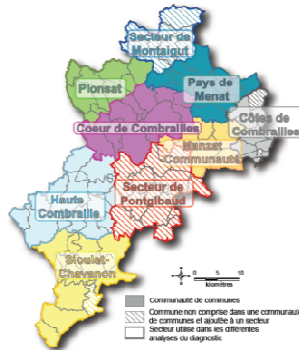 Secteur de
Montaigut
Pionsat
Pays de
Menat
Côtes de
Combrailles
Coeur de Combrailles
Manzat
Communauté
Haute
Combraille
Secteur de
Pontgibaud
Sioulet-
Chavanon
0 5 10
kilomètres
Communauté de communes
Commune non comprise dans une communauté
de communes et ajoutée à un secteur
Secteur utilisé dans les différentes
analyses du diagnostic